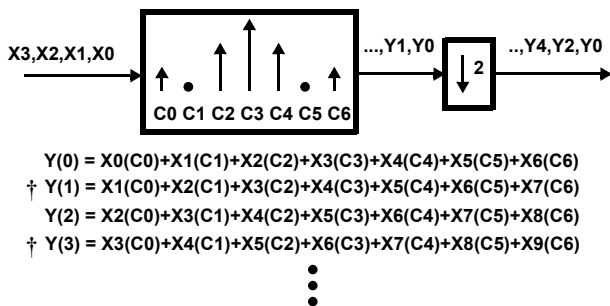 X3,X2,X1,X0
...,Y1,Y0
..,Y4,Y2,Y0
2
C0 C1 C2 C3 C4 C5 C6
Y(0) = X0(C0)+X1(C1)+X2(C2)+X3(C3)+X4(C4)+X5(C5)+X6(C6)
† Y(1) = X1(C0)+X2(C1)+X3(C2)+X4(C3)+X5(C4)+X6(C5)+X7(C6)
Y(2) = X2(C0)+X3(C1)+X4(C2)+X5(C3)+X6(C4)+X7(C5)+X8(C6)
† Y(3) = X3(C0)+X4(C1)+X5(C2)+X6(C3)+X7(C4)+X8(C5)+X9(C6)